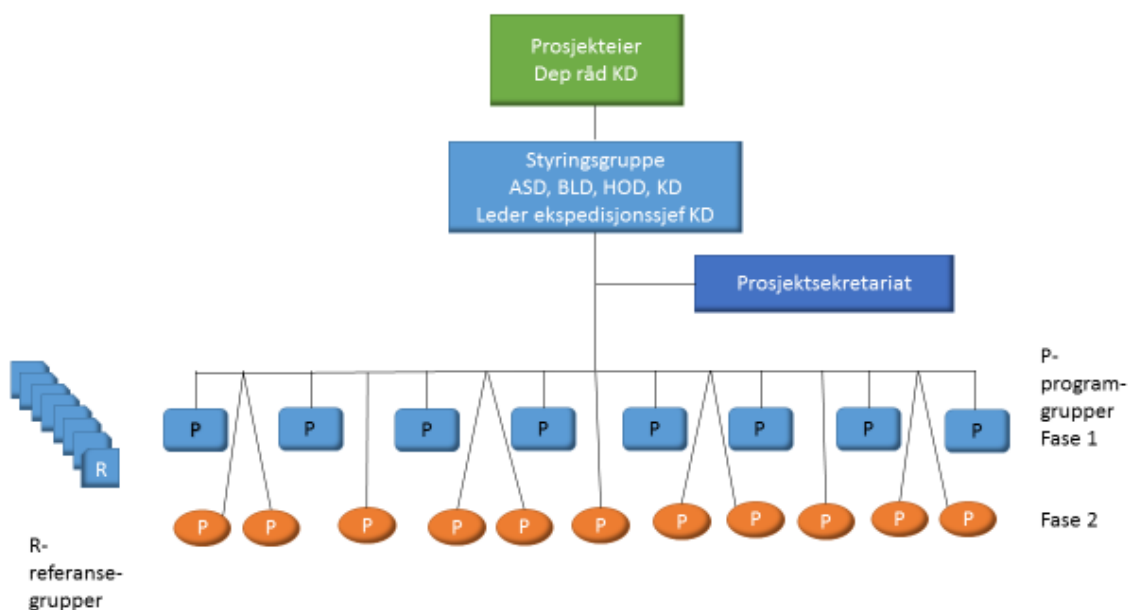 Prosjekteier
Dep råd KD
Styringsgruppe
ASD, BLD, HOD, KD
Leder ekspedisjonssjef KD
Prosjektsekretariat
P-
program-
grupper
Fase 1
P P P P P P P P
R
P P P P P P P P P P P
Fase 2
R-
referanse-
grupper